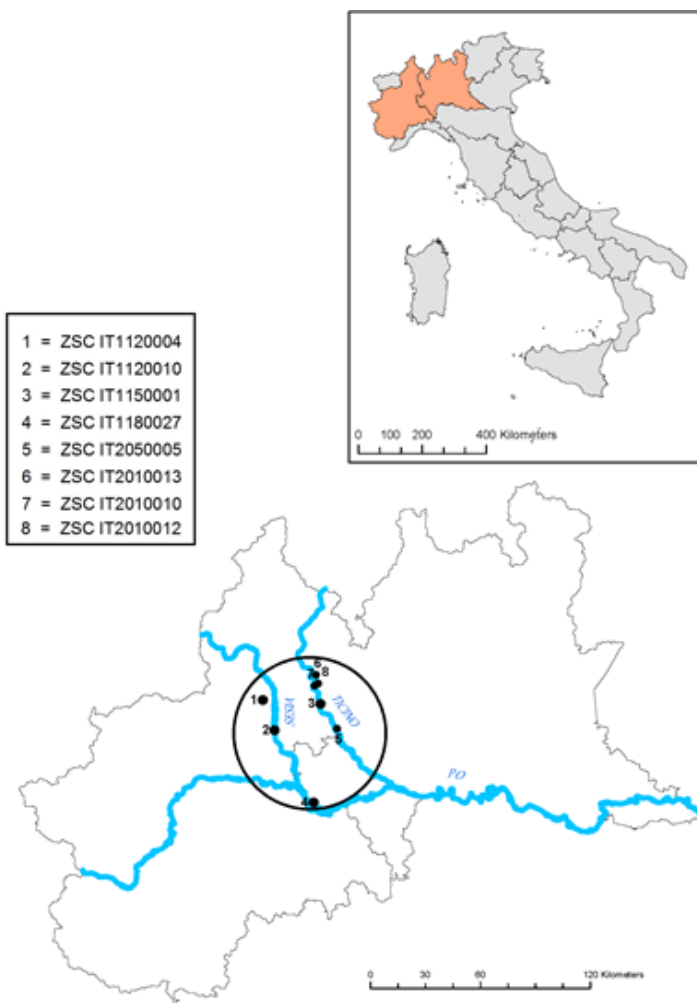 0 100 200 400 Kilometers
1 = ZSC IT1120004
2 = ZSC IT1120010
3 = ZSC IT1150001
4 = ZSC IT1180027
5 = ZSC IT2050005
6 = ZSC IT2010013
7 = ZSC IT2010010
8 = ZSC IT2010012
6
8
1
SESIA
3
TICINO
2
5
PO
4
0 30 60 120 Kilometers